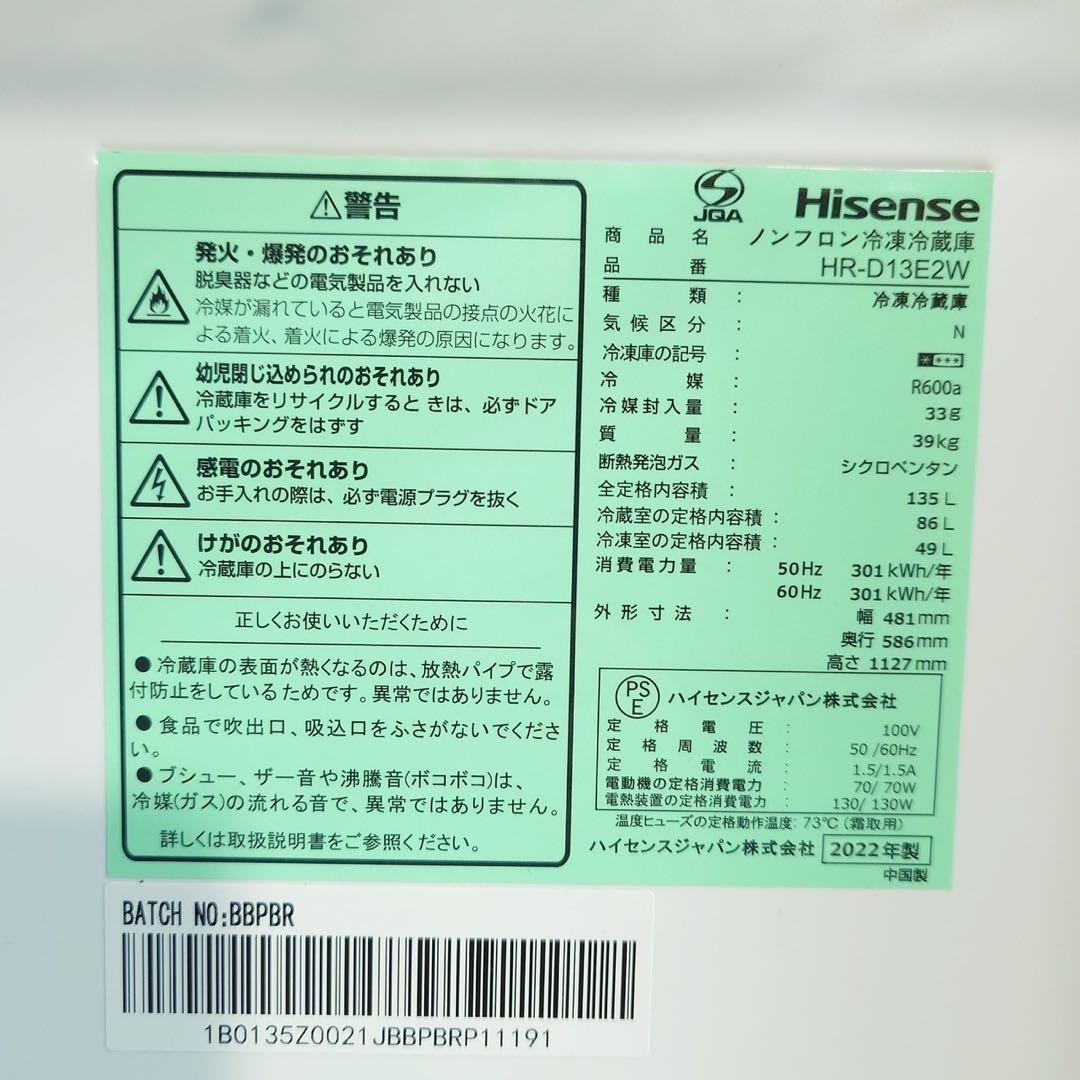 警告
発火・爆発のおそれあり
脱臭器などの電気製品を入れない
冷媒が漏れていると電気製品の接点の火花に
よる着火、着火による爆発の原因になります。
幼児閉じ込められのおそれあり
冷蔵庫をリサイクルすると きは、必ずドア
パッキングをはずす
感電のおそれあり
お手入れの際は、必ず電源プラグを抜く
けがのおそれあり
冷蔵庫の上にのらない
正しくお使いいただくために
● 冷蔵庫の表面が熱くなるのは、放熱パイプで露
付防止をしているためです。異常ではありません。
● 食品で吹出口、吸込口をふさがないでくださ
い。
● ブシュー、ザー音や沸騰音(ボコボコ)は、
冷媒(ガス)の流れる音で、異常ではありません。
詳しくは取扱説明書をご参照ください。
JQA Hisense
商品名 ノンフロン冷凍冷蔵庫
品番 HR-D13E2W
種類 : 冷凍冷蔵庫
気候区分 : N
冷凍庫の記号 : ****
冷媒 : R600a
冷媒封入量 : 33g
質量 : 39kg
断熱発泡ガス : シクロペンタン
全定格内容積 : 135 L
冷蔵室の定格内容積 : 86 L
冷凍室の定格内容積 : 49 L
消費電力量 : 50Hz 301 kWh/年
60Hz 301 kWh/年
外形寸法 : 幅 481mm
奥行 586mm
高さ 1127mm
PSE ハイセンスジャパン株式会社
定格電圧 : 100V
定格周波数 : 50 /60Hz
定格電流 : 1.5/1.5A
電動機の定格消費電力 : 70/ 70W
電熱装置の定格消費電力 : 130/ 130W
温度ヒューズの定格動作温度: 73℃ (霜取用)
ハイセンスジャパン株式会社 2022年製
中国製
BATCH NO:BBPBR
1B0135Z0021JBBPBRP11191